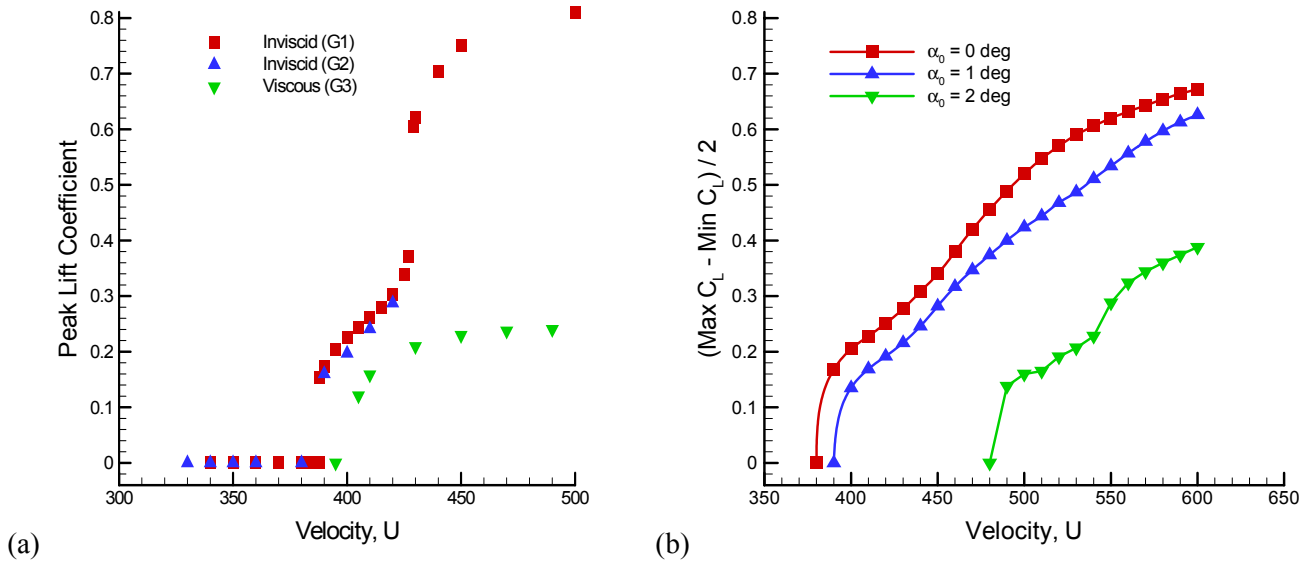 Peak Lift Coefficient
0.8
0.7
0.6
0.5
0.4
0.3
0.2
0.1
0
Inviscid (G1)
Inviscid (G2)
Viscous (G3)
300 350 400 450 500
Velocity, U
(a)
(Max C_L - Min C_L) / 2
0.8
0.7
0.6
0.5
0.4
0.3
0.2
0.1
0
α₀ = 0 deg
α₀ = 1 deg
α₀ = 2 deg
350 400 450 500 550 600 650
Velocity, U
(b)